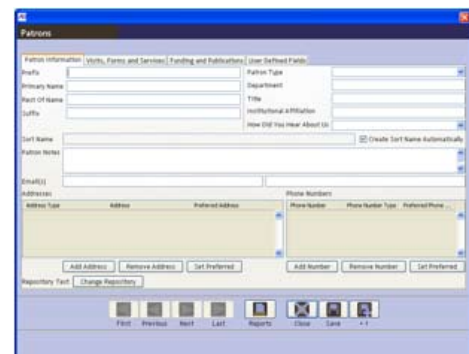 Patrons
Patron Information Visits, Forms and Services Funding and Publications User Defined Fields
Prefix Patron Type
Primary Name Department
Rest Of Name Title
Suffix Institutional Affiliation
How Did You Hear About Us
Sort Name Create Sort Name Automatically
Patron Notes
Email(s)
Addresses Phone Numbers
Address Type Address Preferred Address Phone Number Phone Number Type Preferred Phone ...
Add Address Remove Address Set Preferred Add Number Remove Number Set Preferred
Repository Text Change Repository
First Previous Next Last Reports Close Save + 1